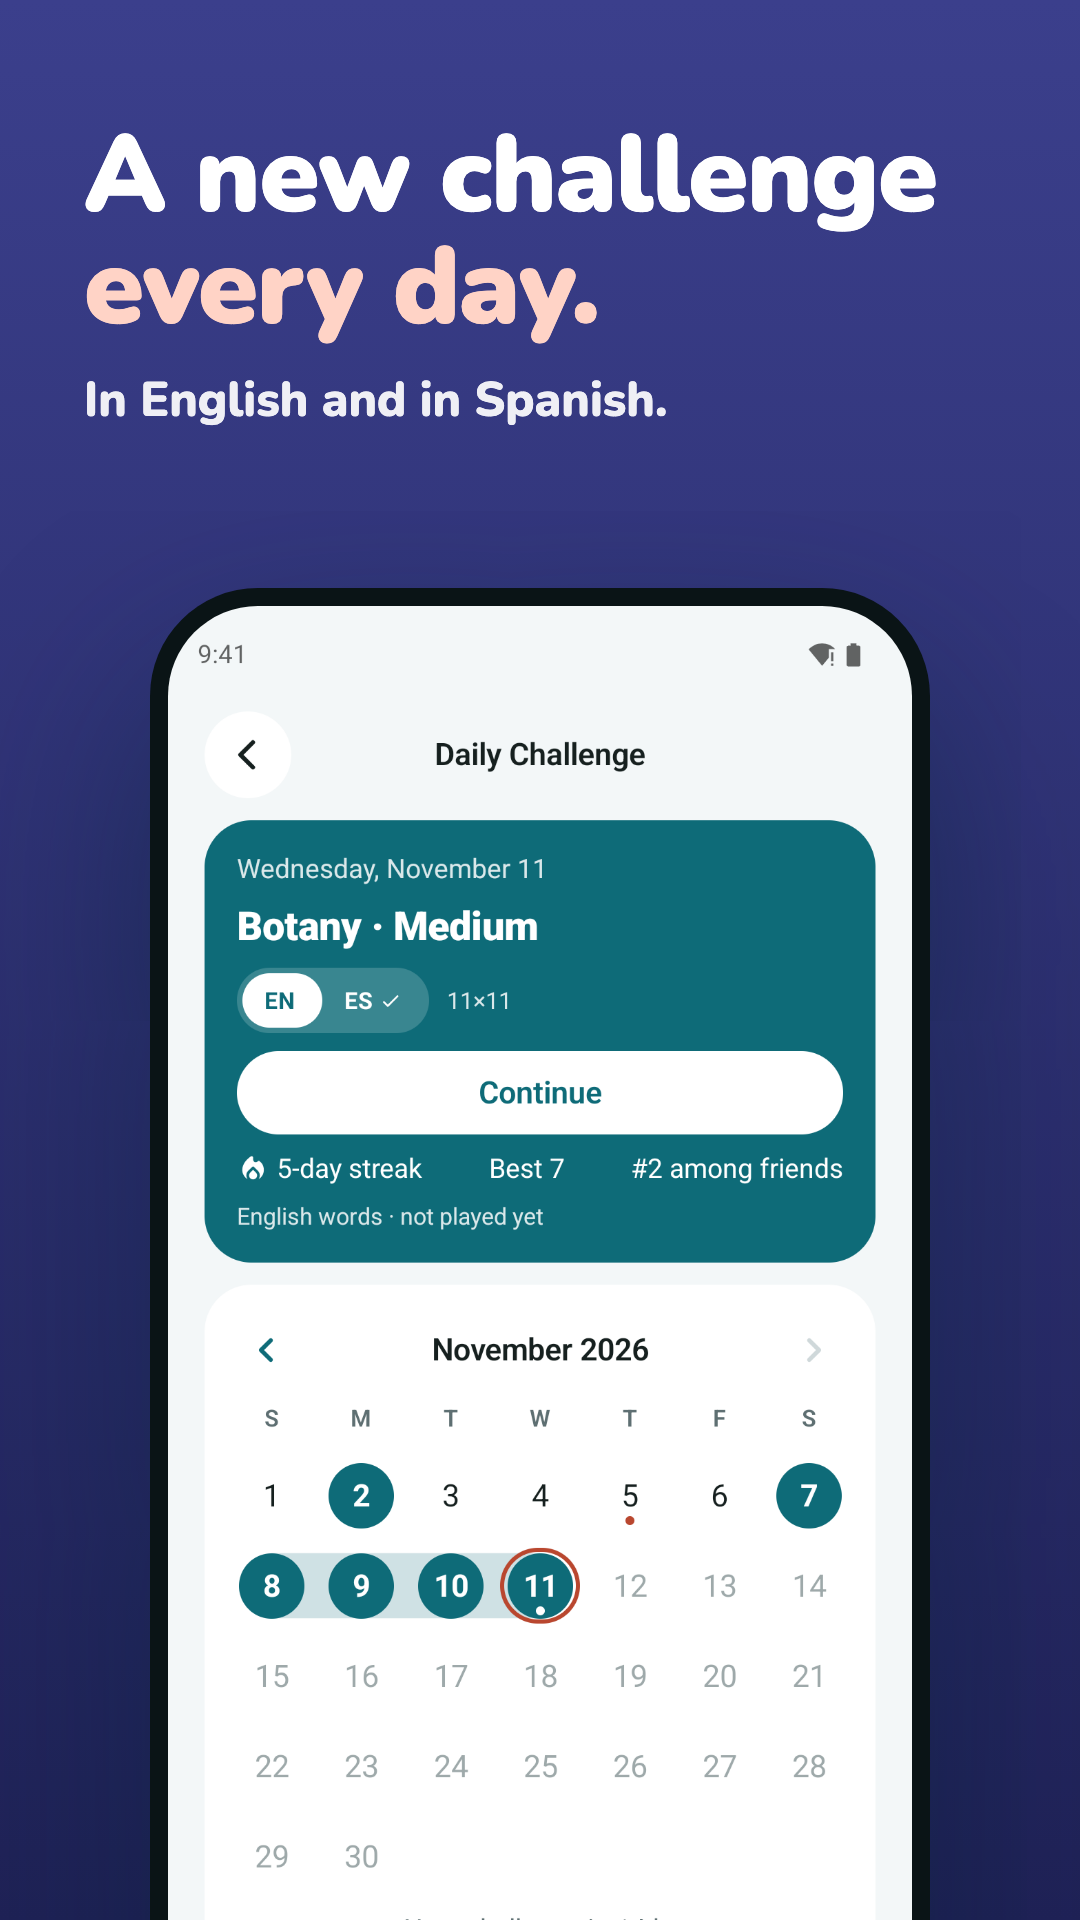 A new challenge
every day.
In English and in Spanish.
9:41
Daily Challenge
Wednesday, November 11
Botany · Medium
EN ES ✓ 11×11
Continue
5-day streak Best 7 #2 among friends
English words · not played yet
November 2026
S M T W T F S
1 2 3 4 5 6 7
8 9 10 11 12 13 14
15 16 17 18 19 20 21
22 23 24 25 26 27 28
29 30